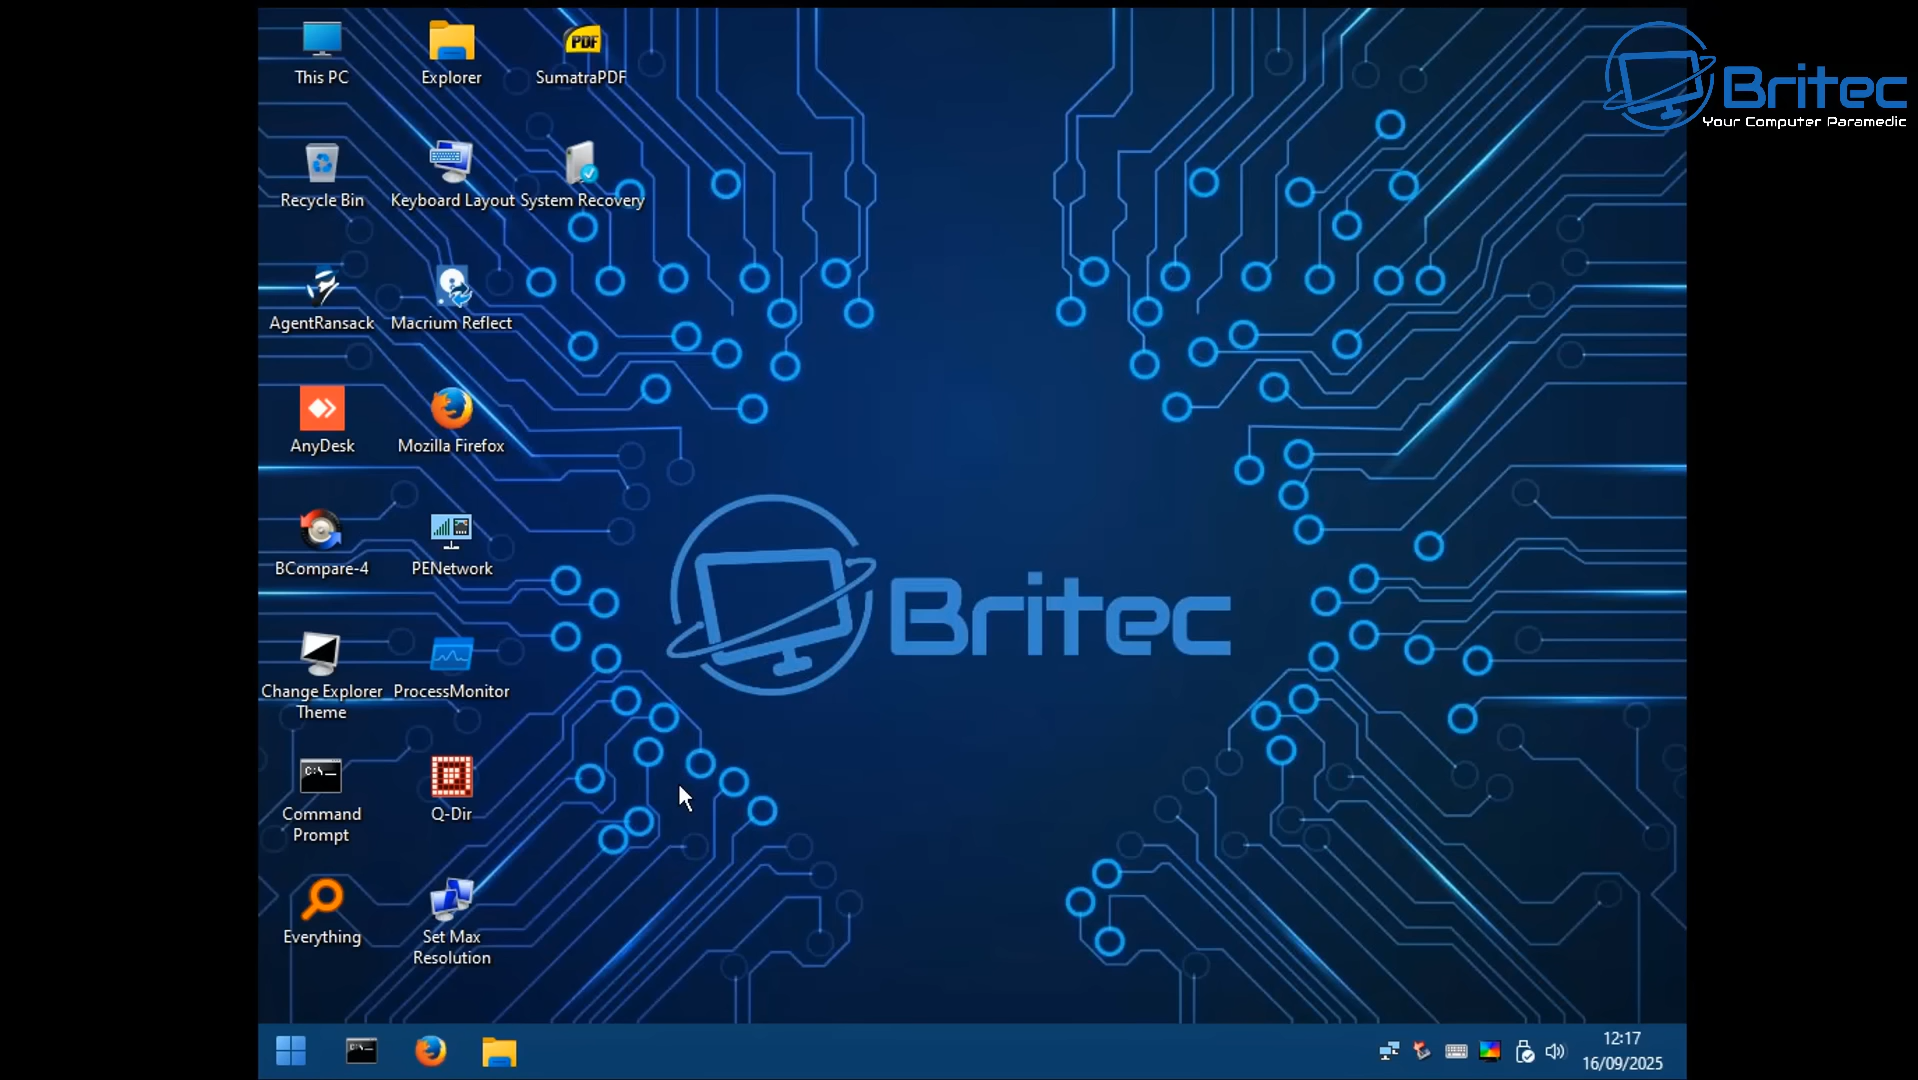 This PC
Explorer
PDF
SumatraPDF
Britec
Your Computer Paramedic
Recycle Bin
Keyboard Layout
System Recovery
AgentRansack
Macrium Reflect
AnyDesk
Mozilla Firefox
BCompare-4
PENetwork
Britec
Change Explorer
Theme
ProcessMonitor
C:\
Command
Prompt
Q-Dir
Everything
Set Max
Resolution
C:\
12:17
16/09/2025